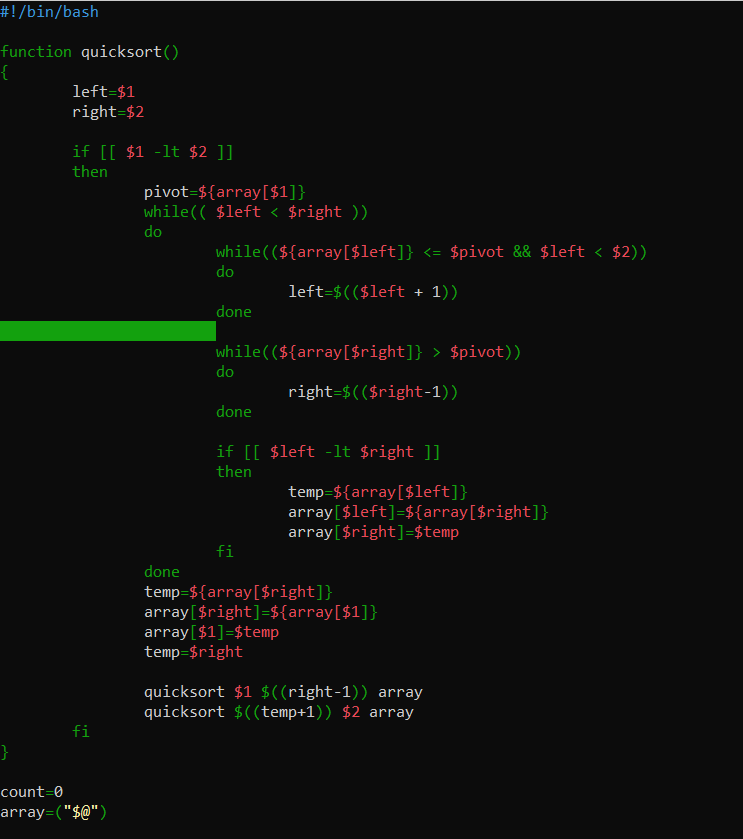 #!/bin/bash

function quicksort()
{
        left=$1
        right=$2

        if [[ $1 -lt $2 ]]
        then
                pivot=${array[$1]}
                while(( $left < $right ))
                do
                        while((${array[$left]} <= $pivot && $left < $2))
                        do
                                left=$(($left + 1))
                        done

                        while((${array[$right]} > $pivot))
                        do
                                right=$(($right-1))
                        done

                        if [[ $left -lt $right ]]
                        then
                                temp=${array[$left]}
                                array[$left]=${array[$right]}
                                array[$right]=$temp
                        fi
                done
                temp=${array[$right]}
                array[$right]=${array[$1]}
                array[$1]=$temp
                temp=$right

                quicksort $1 $((right-1)) array
                quicksort $((temp+1)) $2 array
        fi
}

count=0
array=("$@")